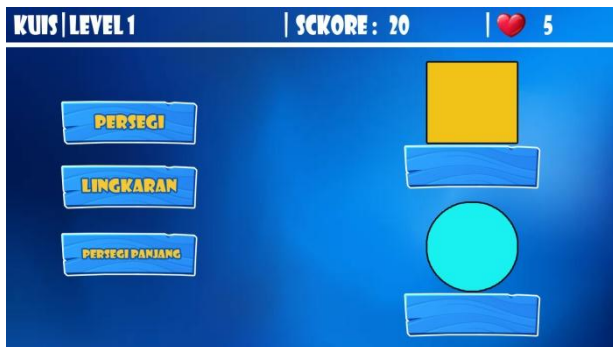 KUIS | LEVEL 1 | SCKORE : 20 | 5
PERSEGI
LINGKARAN
PERSEGI PANJANG